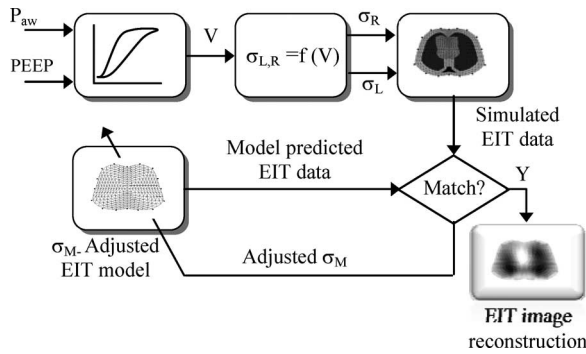 P_aw
PEEP
V
σ_L,R =f (V)
σ_R
σ_L
Simulated
EIT data
Model predicted
EIT data
Match?
Y
σ_M- Adjusted
EIT model
Adjusted σ_M
EIT image
reconstruction